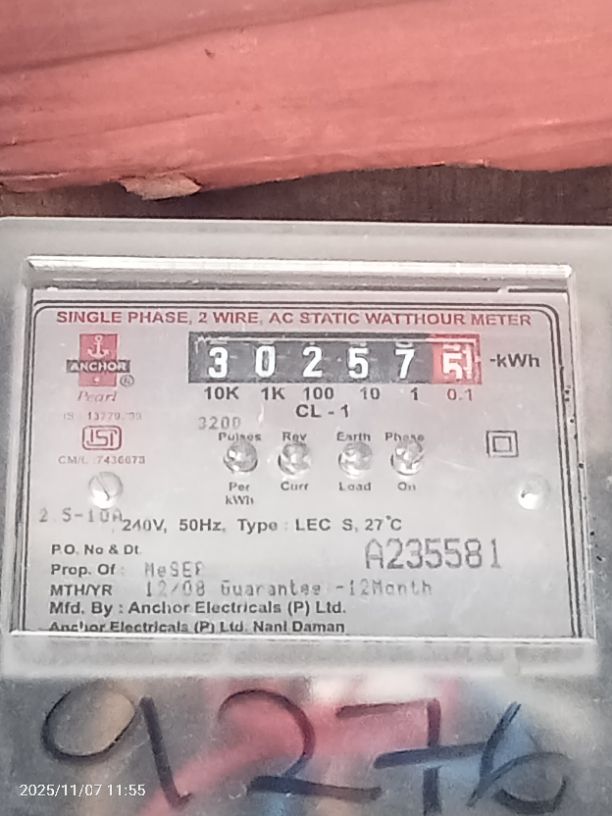 SINGLE PHASE, 2 WIRE, AC STATIC WATTHOUR METER
ANCHOR ®
Pearl
3 0 2 5 7 5 -kWh
10K 1K 100 10 1 0.1
CL - 1
IS : 13779.99
ISI
CM/L :7436673
3200
Pulses Rev Earth Phase
Per Curr Load On
kWh
2.5-10A 240V, 50Hz, Type : LEC S, 27°C
P.O. No & Dt.
A235581
Prop. Of : MeSEB
MTH/YR 12/08 Guarantee -12Month
Mfd. By : Anchor Electricals (P) Ltd.
Anchor Electricals (P) Ltd. Nani Daman
9276
2025/11/07 11:55